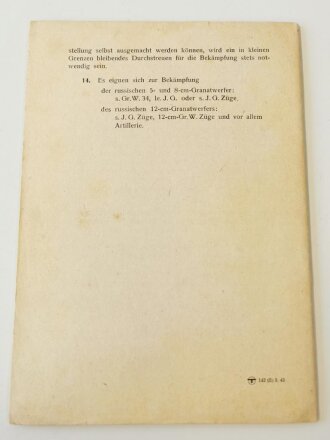 stellung selbst ausgemacht werden können, wird ein in kleinen
Grenzen bleibendes Durchstreuen für die Bekämpfung stets not-
wendig sein.
14. Es eignen sich zur Bekämpfung
der russischen 5- und 8-cm-Granatwerfer:
s. Gr. W. 34, le. J. G. oder s. J. G. Züge,
des russischen 12-cm-Granatwerfers:
s. J. G. Züge, 12-cm-Gr. W. Züge und vor allem
Artillerie.